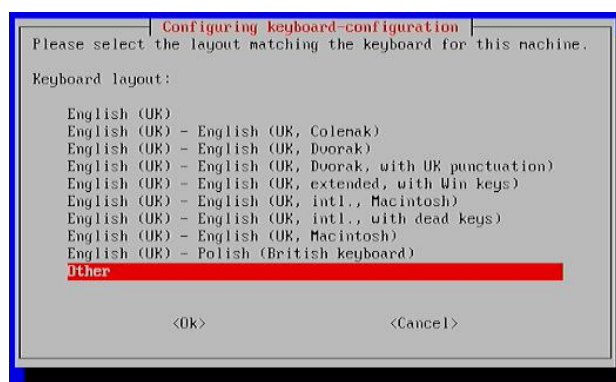 Configuring keyboard-configuration
Please select the layout matching the keyboard for this machine.
Keyboard layout:
English (UK)
English (UK) - English (UK, Colemak)
English (UK) - English (UK, Dvorak)
English (UK) - English (UK, Dvorak, with UK punctuation)
English (UK) - English (UK, extended, with Win keys)
English (UK) - English (UK, intl., Macintosh)
English (UK) - English (UK, intl., with dead keys)
English (UK) - English (UK, Macintosh)
English (UK) - Polish (British keyboard)
Other
<Ok> <Cancel>